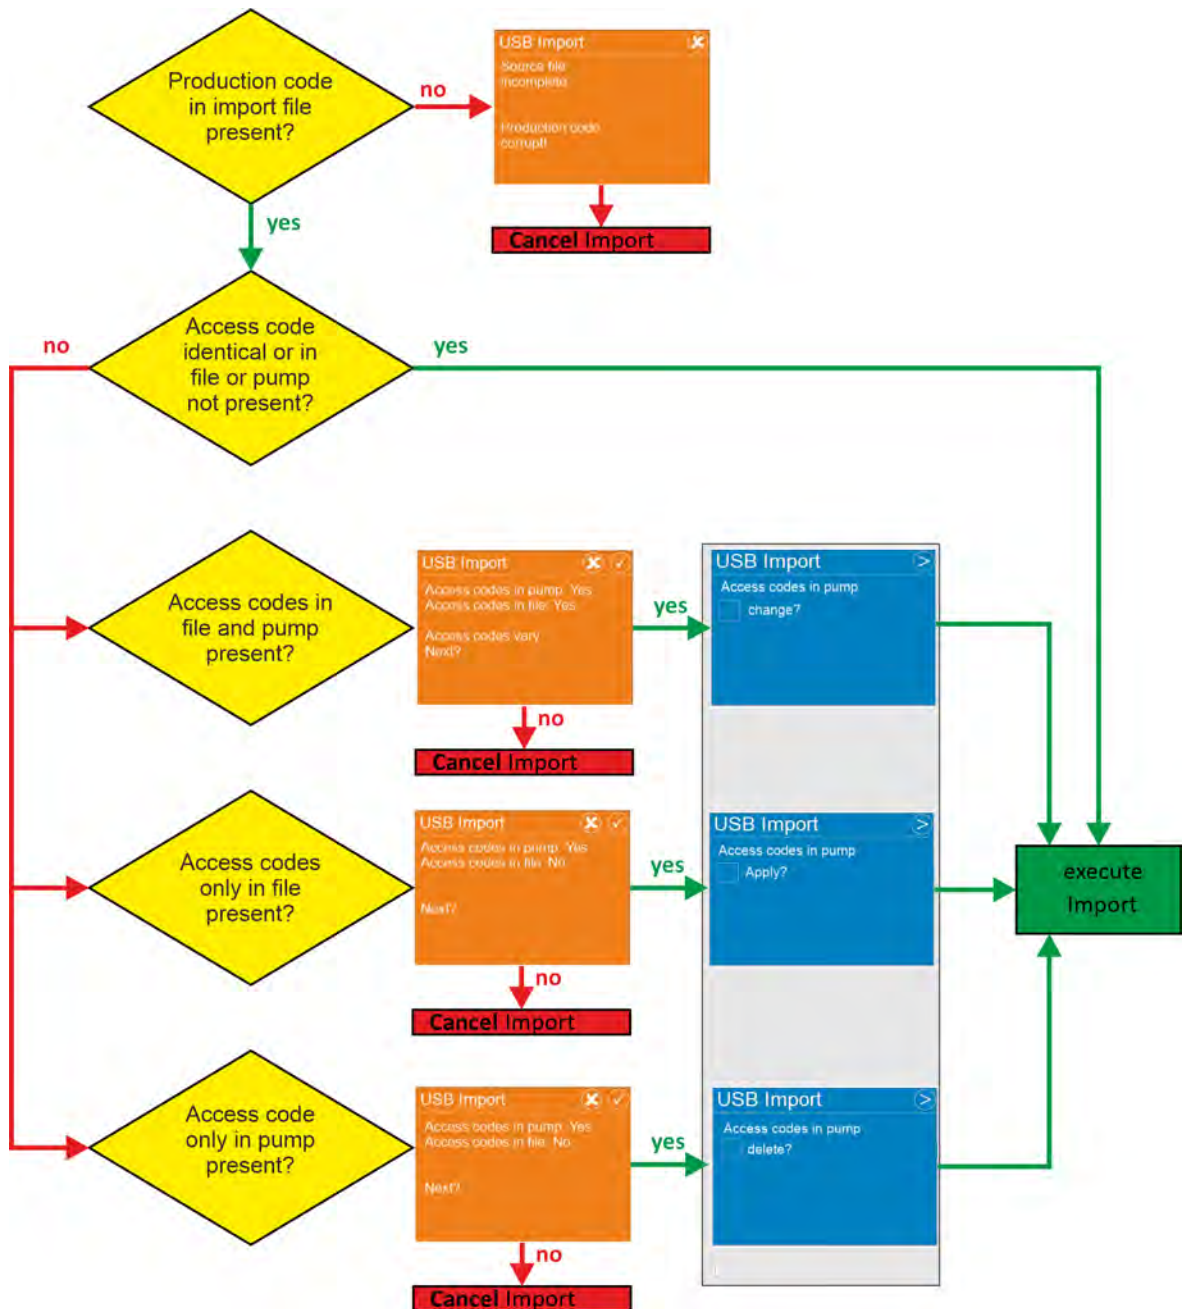 Production code
in import file
present?
no
USB Import
Source file
incomplete
Production code
corrupt!
Cancel Import
yes
Access code
identical or in
file or pump
not present?
no
yes
Access codes in
file and pump
present?
USB Import
Access codes in pump: Yes
Access codes in file: Yes
Access codes vary
Next?
yes
USB Import
Access codes in pump
change?
no
Cancel Import
Access codes
only in file
present?
USB Import
Access codes in pump: Yes
Access codes in file: No
Next?
yes
USB Import
Access codes in pump
Apply?
execute
Import
no
Cancel Import
Access code
only in pump
present?
USB Import
Access codes in pump: Yes
Access codes in file: No
Next?
yes
USB Import
Access codes in pump
delete?
no
Cancel Import